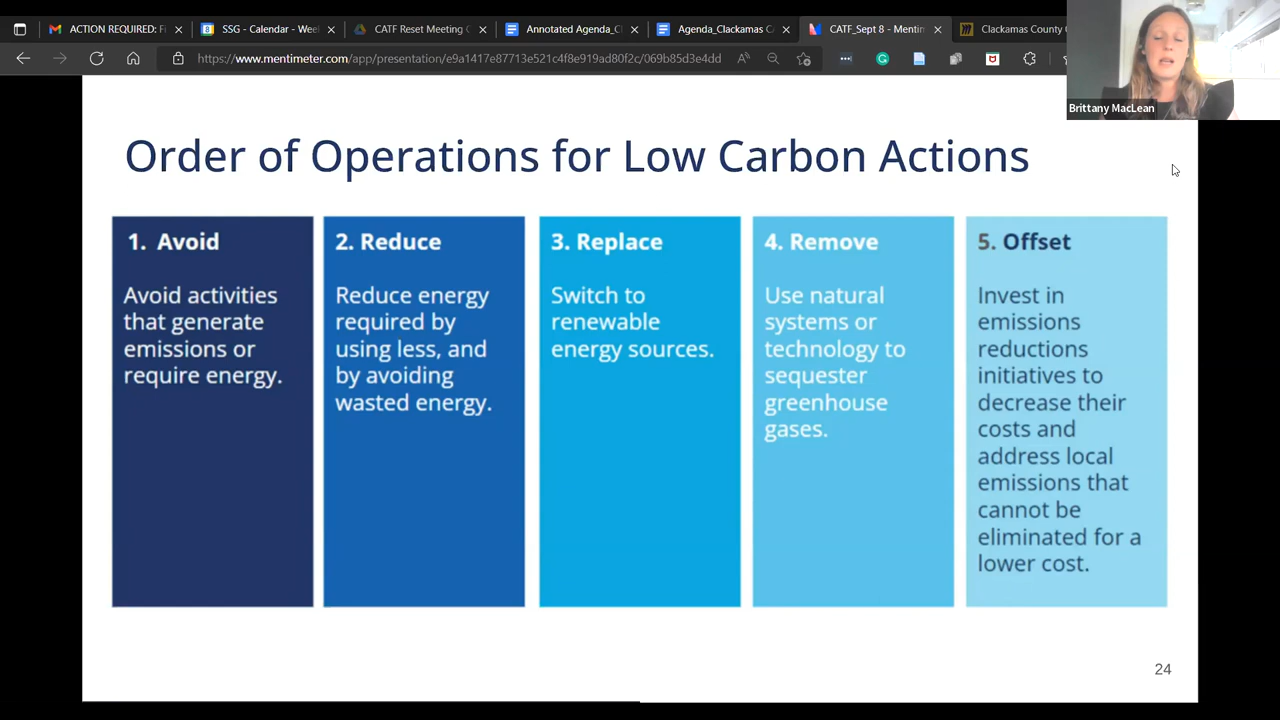 ACTION REQUIRED: Fi
SSG - Calendar - Wee
CATF Reset Meeting
Annotated Agenda_C
Agenda_Clackamas C
CATF_Sept 8 - Mentim
Clackamas County
https://www.mentimeter.com/app/presentation/e9a1417e87713e521c4f8e919ad80f2c/069b85d3e4dd
Brittany MacLean
Order of Operations for Low Carbon Actions
1. Avoid
Avoid activities
that generate
emissions or
require energy.
2. Reduce
Reduce energy
required by
using less, and
by avoiding
wasted energy.
3. Replace
Switch to
renewable
energy sources.
4. Remove
Use natural
systems or
technology to
sequester
greenhouse
gases.
5. Offset
Invest in
emissions
reductions
initiatives to
decrease their
costs and
address local
emissions that
cannot be
eliminated for a
lower cost.
24